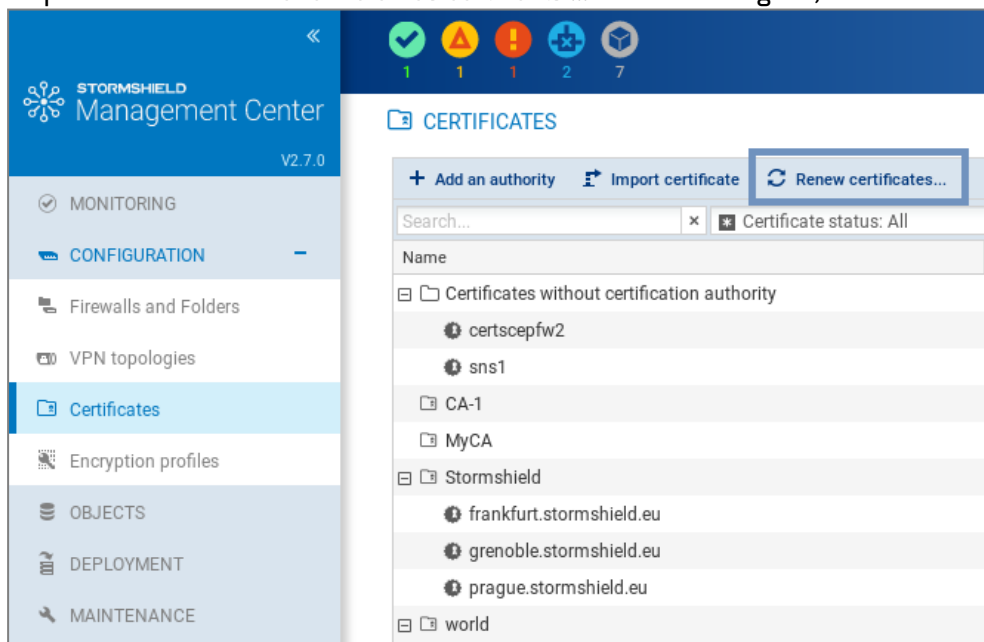 «
STORMSHIELD
Management Center
V2.7.0
1 1 1 2 7
CERTIFICATES
+ Add an authority Import certificate Renew certificates...
Search... × Certificate status: All
Name
MONITORING
CONFIGURATION –
Firewalls and Folders
VPN topologies
Certificates
Encryption profiles
OBJECTS
DEPLOYMENT
MAINTENANCE
Certificates without certification authority
certscepfw2
sns1
CA-1
MyCA
Stormshield
frankfurt.stormshield.eu
grenoble.stormshield.eu
prague.stormshield.eu
world